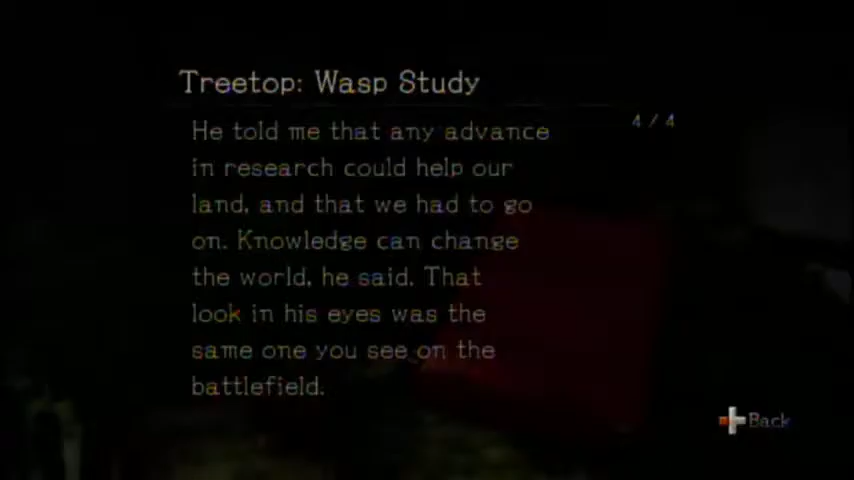 Treetop: Wasp Study
4 / 4
He told me that any advance
in research could help our
land, and that we had to go
on. Knowledge can change
the world, he said. That
look in his eyes was the
same one you see on the
battlefield.
Back